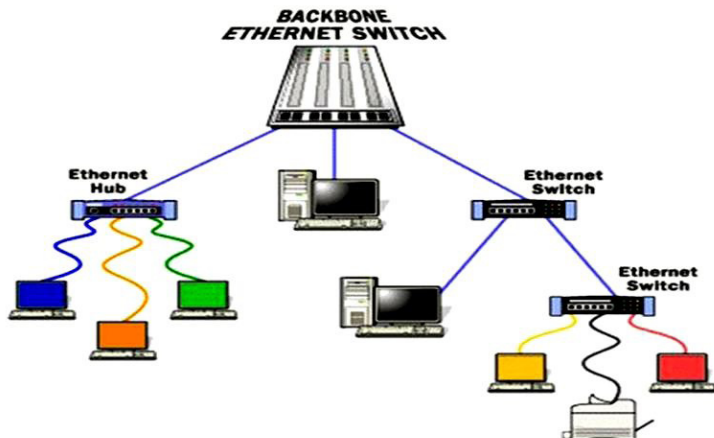 BACKBONE
ETHERNET SWITCH
Ethernet
Hub
Ethernet
Switch
Ethernet
Switch